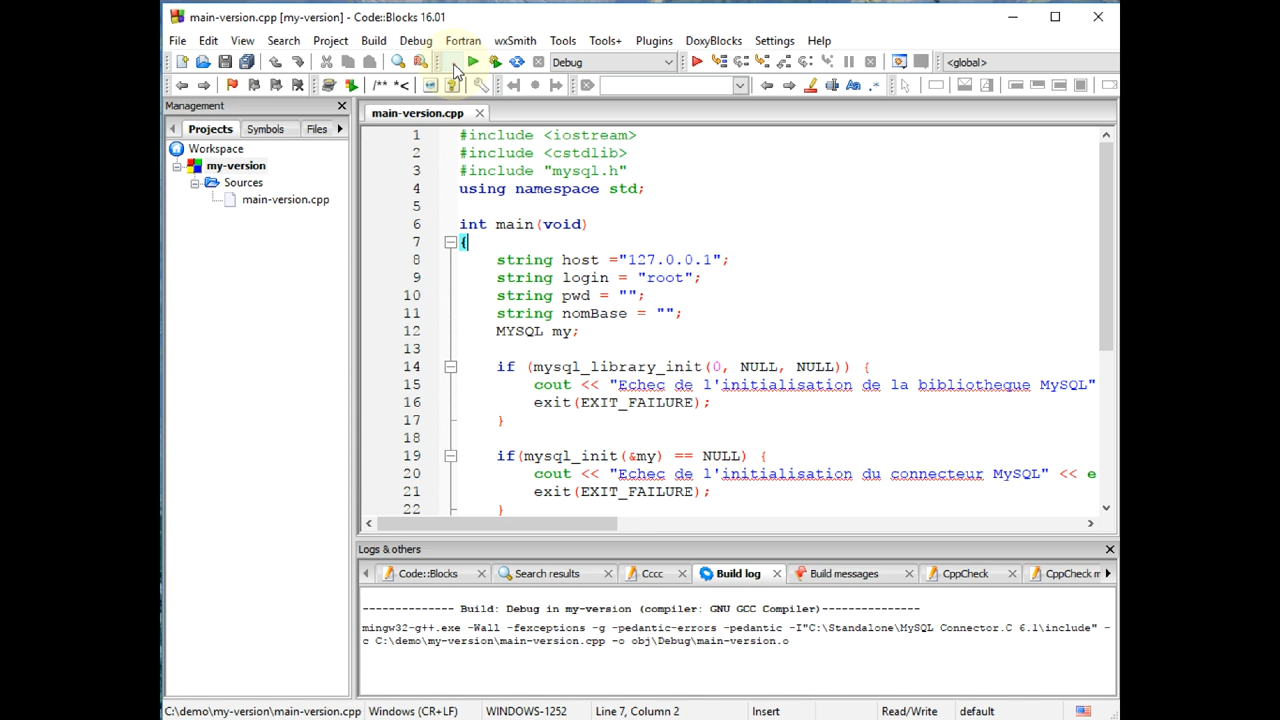 main-version.cpp [my-version] - Code::Blocks 16.01
File Edit View Search Project Build Debug Fortran wxSmith Tools Tools+ Plugins DoxyBlocks Settings Help
Debug
<global>
/** *<
Aa .*
Management
main-version.cpp
Projects Symbols Files
Workspace
my-version
Sources
main-version.cpp
1 #include <iostream>
2 #include <cstdlib>
3 #include "mysql.h"
4 using namespace std;
5
6 int main(void)
7 {
8 string host ="127.0.0.1";
9 string login = "root";
10 string pwd = "";
11 string nomBase = "";
12 MYSQL my;
13
14 if (mysql_library_init(0, NULL, NULL)) {
15 cout << "Echec de l'initialisation de la bibliotheque MySQL"
16 exit(EXIT_FAILURE);
17 }
18
19 if(mysql_init(&my) == NULL) {
20 cout << "Echec de l'initialisation du connecteur MySQL" << e
21 exit(EXIT_FAILURE);
22 }
Logs & others
Code::Blocks Search results Cccc Build log Build messages CppCheck CppCheck m
-------------- Build: Debug in my-version (compiler: GNU GCC Compiler)---------------
mingw32-g++.exe -Wall -fexceptions -g -pedantic-errors -pedantic -I"C:\Standalone\MySQL Connector.C 6.1\include" -
c C:\demo\my-version\main-version.cpp -o obj\Debug\main-version.o
C:\demo\my-version\main-version.cpp Windows (CR+LF) WINDOWS-1252 Line 7, Column 2 Insert Read/Write default